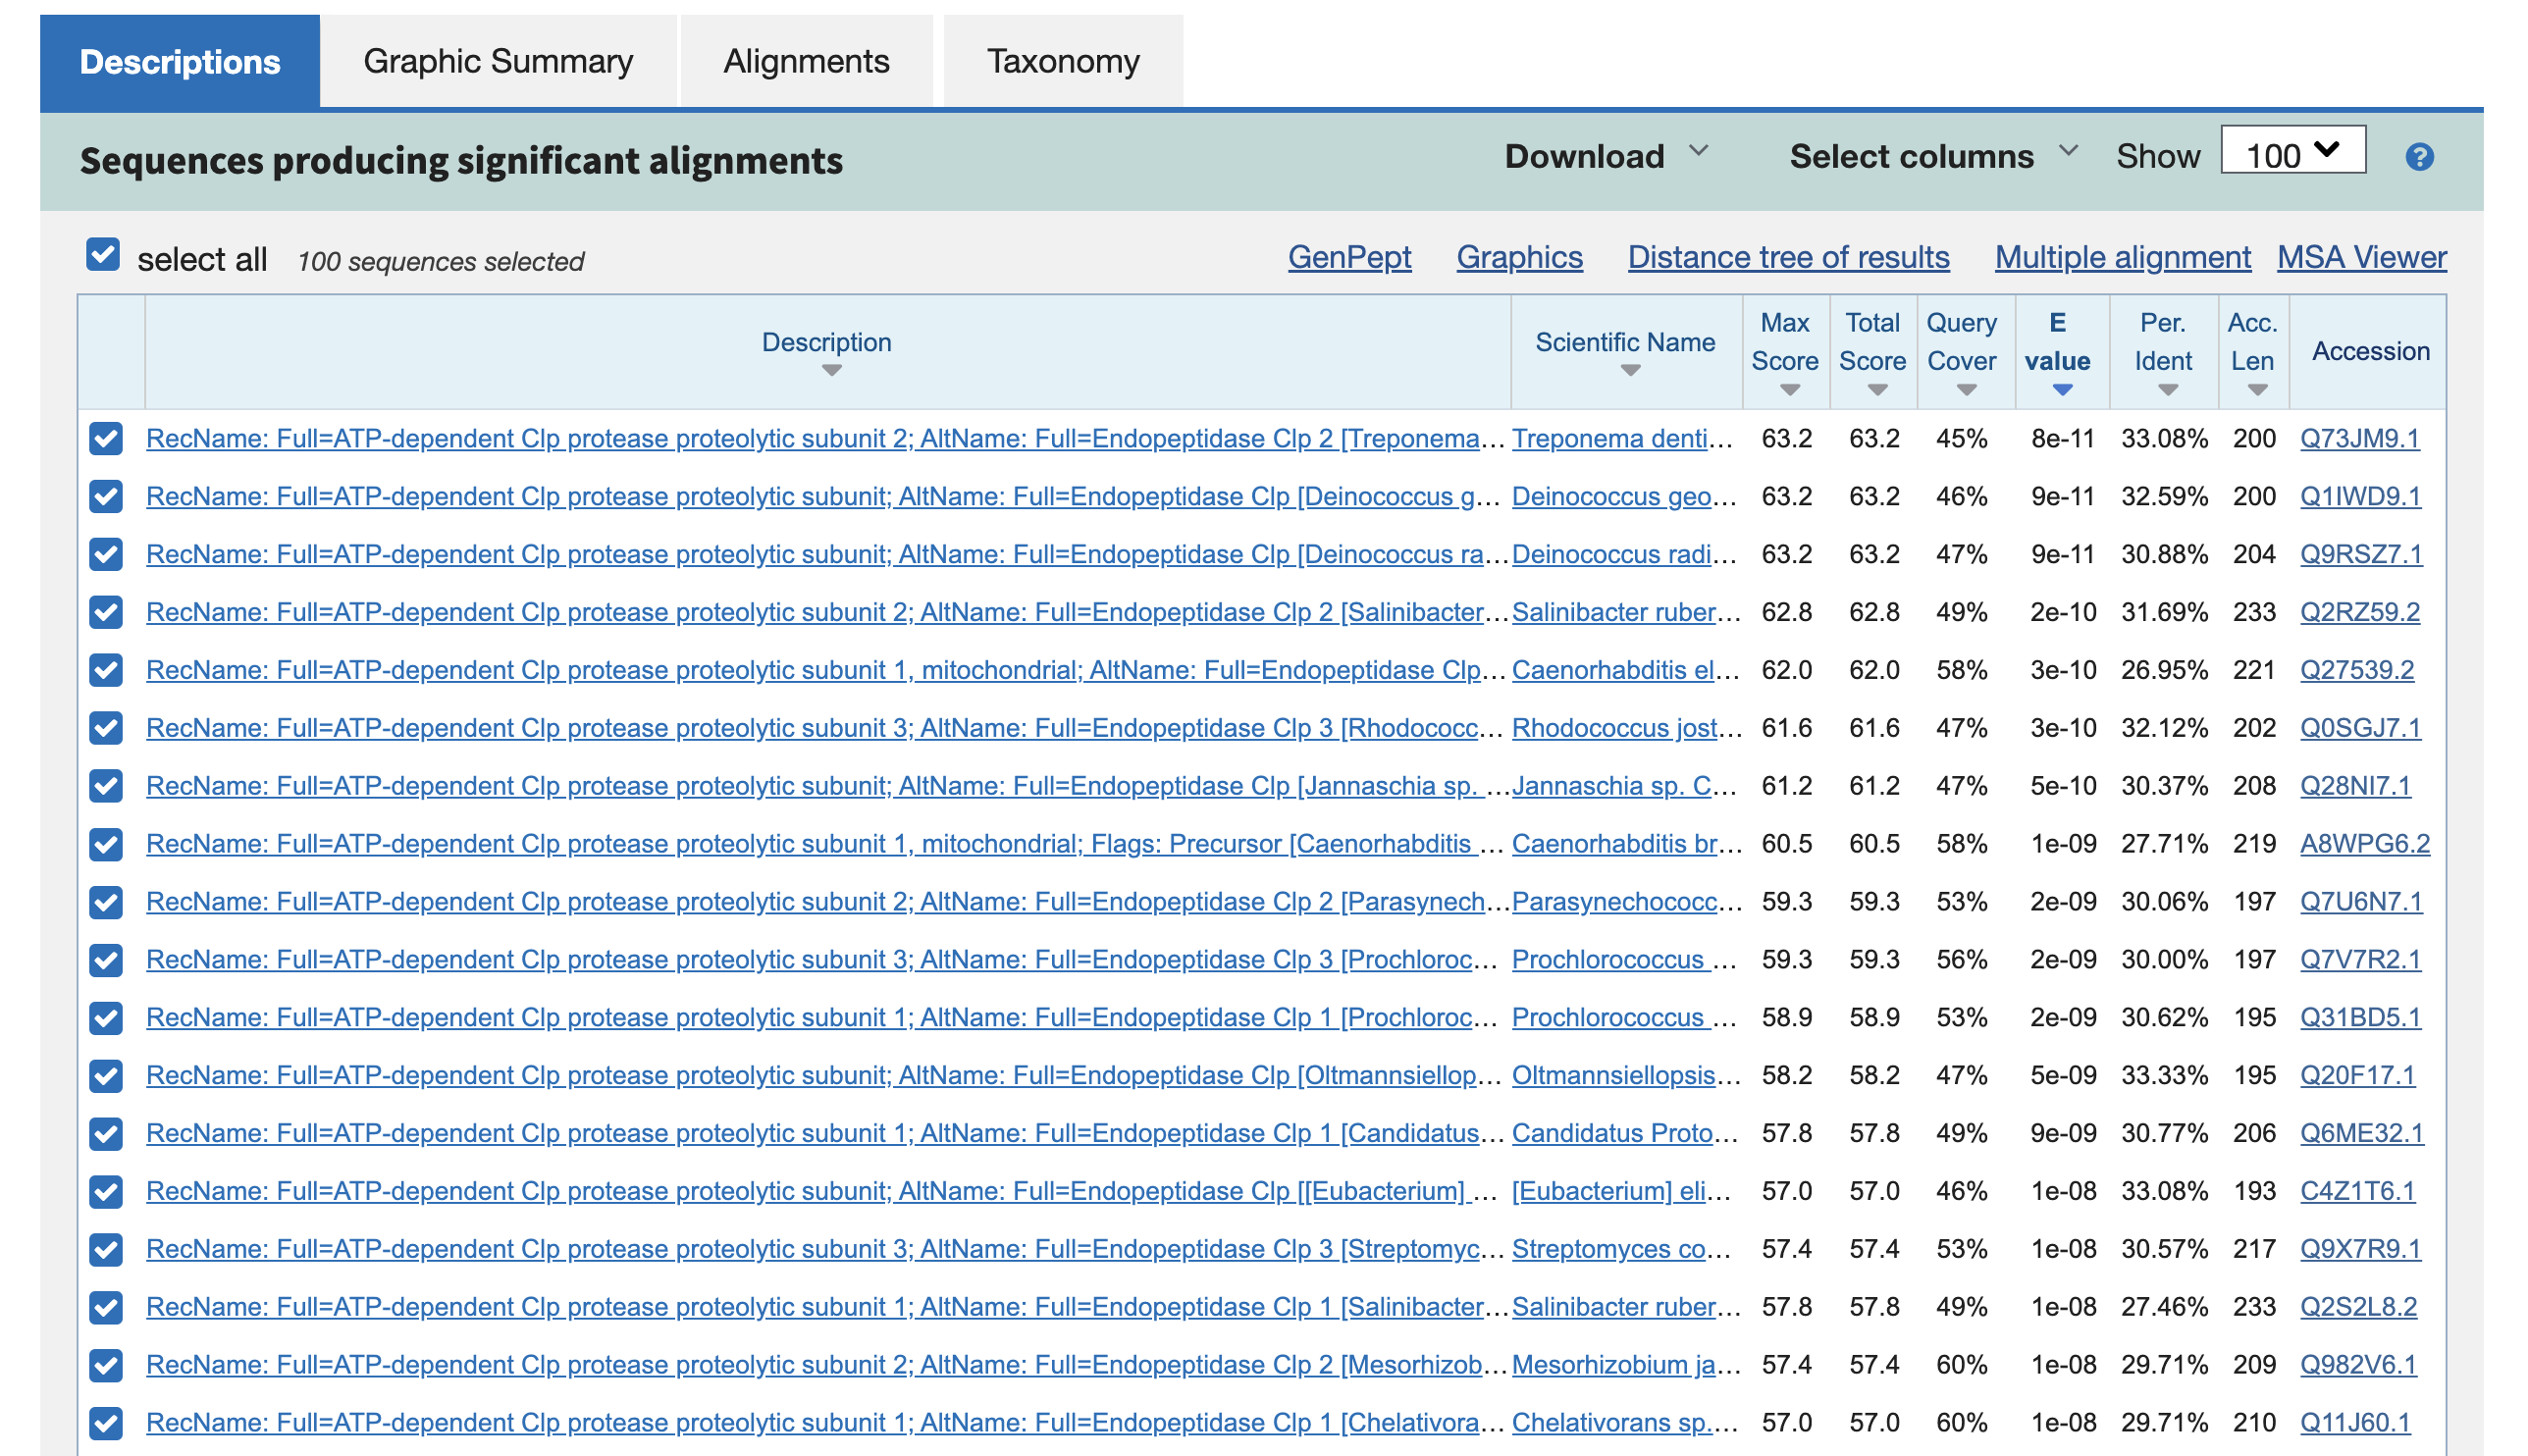 Descriptions Graphic Summary Alignments Taxonomy
Sequences producing significant alignments Download Select columns Show 100 ?
select all 100 sequences selected GenPept Graphics Distance tree of results Multiple alignment MSA Viewer
Description Scientific Name Max Score Total Score Query Cover E value Per. Ident Acc. Len Accession
RecName: Full=ATP-dependent Clp protease proteolytic subunit 2; AltName: Full=Endopeptidase Clp 2 [Treponema... Treponema denti... 63.2 63.2 45% 8e-11 33.08% 200 Q73JM9.1
RecName: Full=ATP-dependent Clp protease proteolytic subunit; AltName: Full=Endopeptidase Clp [Deinococcus g... Deinococcus geo... 63.2 63.2 46% 9e-11 32.59% 200 Q1IWD9.1
RecName: Full=ATP-dependent Clp protease proteolytic subunit; AltName: Full=Endopeptidase Clp [Deinococcus ra... Deinococcus radi... 63.2 63.2 47% 9e-11 30.88% 204 Q9RSZ7.1
RecName: Full=ATP-dependent Clp protease proteolytic subunit 2; AltName: Full=Endopeptidase Clp 2 [Salinibacter... Salinibacter ruber... 62.8 62.8 49% 2e-10 31.69% 233 Q2RZ59.2
RecName: Full=ATP-dependent Clp protease proteolytic subunit 1, mitochondrial; AltName: Full=Endopeptidase Clp... Caenorhabditis el... 62.0 62.0 58% 3e-10 26.95% 221 Q27539.2
RecName: Full=ATP-dependent Clp protease proteolytic subunit 3; AltName: Full=Endopeptidase Clp 3 [Rhodococc... Rhodococcus jost... 61.6 61.6 47% 3e-10 32.12% 202 Q0SGJ7.1
RecName: Full=ATP-dependent Clp protease proteolytic subunit; AltName: Full=Endopeptidase Clp [Jannaschia sp. ... Jannaschia sp. C... 61.2 61.2 47% 5e-10 30.37% 208 Q28NI7.1
RecName: Full=ATP-dependent Clp protease proteolytic subunit 1, mitochondrial; Flags: Precursor [Caenorhabditis ... Caenorhabditis br... 60.5 60.5 58% 1e-09 27.71% 219 A8WPG6.2
RecName: Full=ATP-dependent Clp protease proteolytic subunit 2; AltName: Full=Endopeptidase Clp 2 [Parasynech... Parasynechococc... 59.3 59.3 53% 2e-09 30.06% 197 Q7U6N7.1
RecName: Full=ATP-dependent Clp protease proteolytic subunit 3; AltName: Full=Endopeptidase Clp 3 [Prochloroc... Prochlorococcus ... 59.3 59.3 56% 2e-09 30.00% 197 Q7V7R2.1
RecName: Full=ATP-dependent Clp protease proteolytic subunit 1; AltName: Full=Endopeptidase Clp 1 [Prochloroc... Prochlorococcus ... 58.9 58.9 53% 2e-09 30.62% 195 Q31BD5.1
RecName: Full=ATP-dependent Clp protease proteolytic subunit; AltName: Full=Endopeptidase Clp [Oltmannsiellop... Oltmannsiellopsis... 58.2 58.2 47% 5e-09 33.33% 195 Q20F17.1
RecName: Full=ATP-dependent Clp protease proteolytic subunit 1; AltName: Full=Endopeptidase Clp 1 [Candidatus... Candidatus Proto... 57.8 57.8 49% 9e-09 30.77% 206 Q6ME32.1
RecName: Full=ATP-dependent Clp protease proteolytic subunit; AltName: Full=Endopeptidase Clp [[Eubacterium] ... [Eubacterium] eli... 57.0 57.0 46% 1e-08 33.08% 193 C4Z1T6.1
RecName: Full=ATP-dependent Clp protease proteolytic subunit 3; AltName: Full=Endopeptidase Clp 3 [Streptomyc... Streptomyces co... 57.4 57.4 53% 1e-08 30.57% 217 Q9X7R9.1
RecName: Full=ATP-dependent Clp protease proteolytic subunit 1; AltName: Full=Endopeptidase Clp 1 [Salinibacter... Salinibacter ruber... 57.8 57.8 49% 1e-08 27.46% 233 Q2S2L8.2
RecName: Full=ATP-dependent Clp protease proteolytic subunit 2; AltName: Full=Endopeptidase Clp 2 [Mesorhizob... Mesorhizobium ja... 57.4 57.4 60% 1e-08 29.71% 209 Q982V6.1
RecName: Full=ATP-dependent Clp protease proteolytic subunit 1; AltName: Full=Endopeptidase Clp 1 [Chelativora... Chelativorans sp.... 57.0 57.0 60% 1e-08 29.71% 210 Q11J60.1